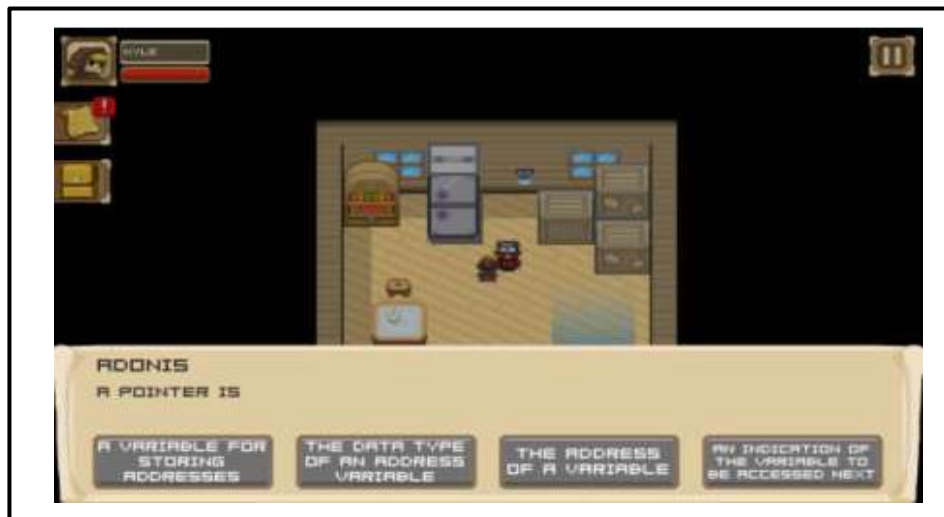 KYLE
!
ADONIS
A POINTER IS
A VARIABLE FOR
STORING
ADDRESSES
THE DATA TYPE
OF AN ADDRESS
VARIABLE
THE ADDRESS
OF A VARIABLE
AN INDICATION OF
THE VARIABLE TO
BE ACCESSED NEXT